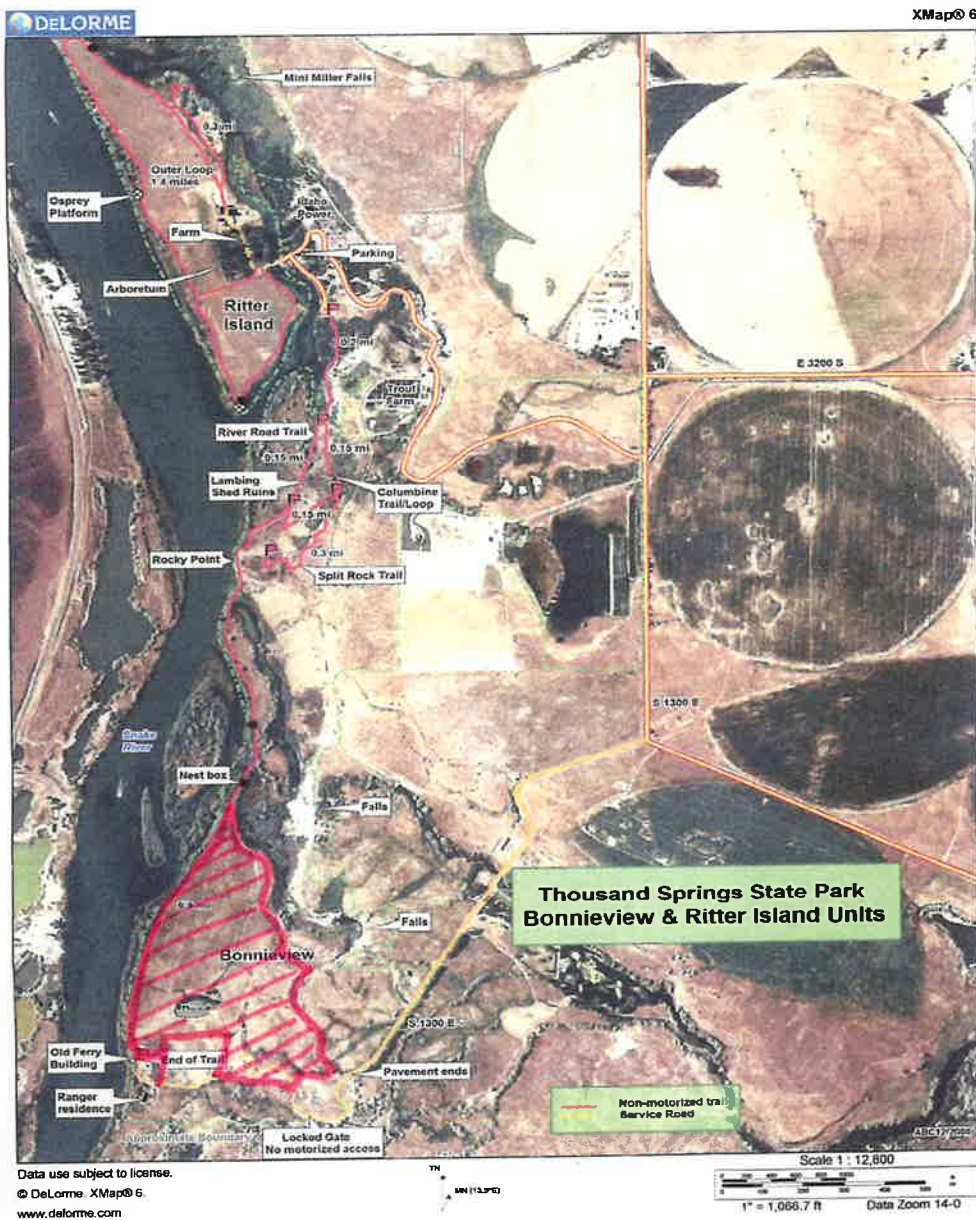 DELORME
XMap® 6
Mini Miller Falls
0.3 m
Outer Loop
1.4 miles
Osprey
Platform
Idaho
Power
Farm
Parking
Arboretum
Ritter
Island
0.2 mi
E 3200 S
Trout
Farm
River Road Trail
0.15 mi
0.15 mi
Lambing
Shed Ruins
Columbine
Trail/Loop
0.15 mi
Rocky Point
0.3 mi
Split Rock Trail
S 1300 E
Snake
River
Nest box
Falls
Thousand Springs State Park
Bonnieview & Ritter Island Units
Falls
Bonnieview
S 1300 E
Old Ferry
Building
End of Trail
Pavement ends
Ranger
residence
Non-motorized trail
Service Road
Approximate Boundary
Locked Gate
No motorized access
Data use subject to license.
© DeLorme. XMap® 6.
www.delorme.com
TN
MN (13.9°E)
Scale 1 : 12,800
1" = 1,066.7 ft
Data Zoom 14-0